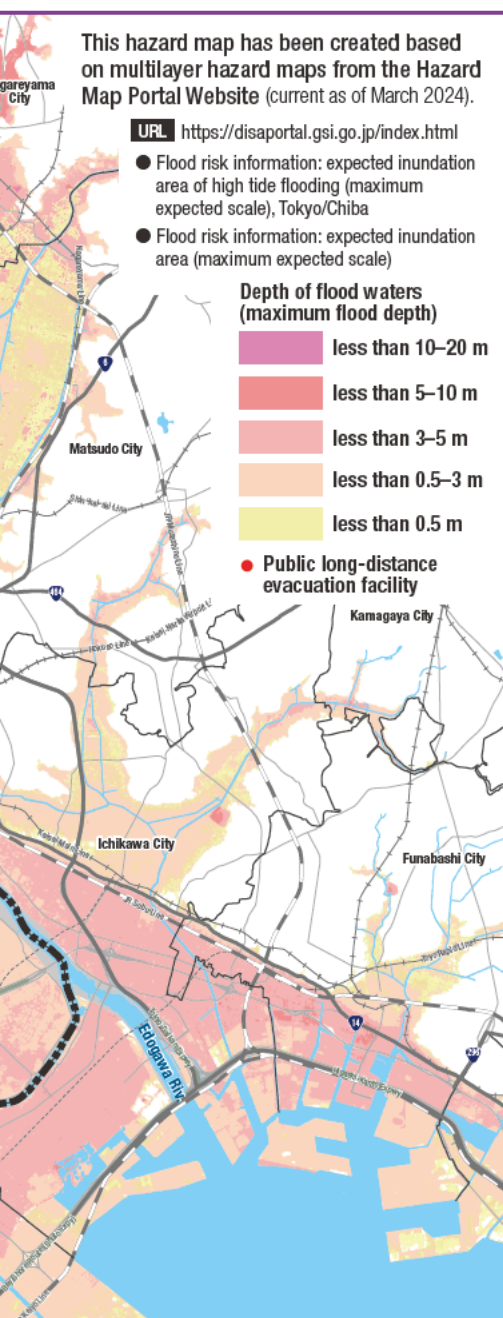 This hazard map has been created based
on multilayer hazard maps from the Hazard
Map Portal Website (current as of March 2024).
gareyama
City
URL https://disaportal.gsi.go.jp/index.html
● Flood risk information: expected inundation
area of high tide flooding (maximum
expected scale), Tokyo/Chiba
● Flood risk information: expected inundation
area (maximum expected scale)
Depth of flood waters
(maximum flood depth)
less than 10–20 m
less than 5–10 m
less than 3–5 m
less than 0.5–3 m
less than 0.5 m
● Public long-distance
evacuation facility
6
Matsudo City
464
Kamagaya City
Ichikawa City
Funabashi City
JR Sobu Line
Edogawa Riv.
14
296